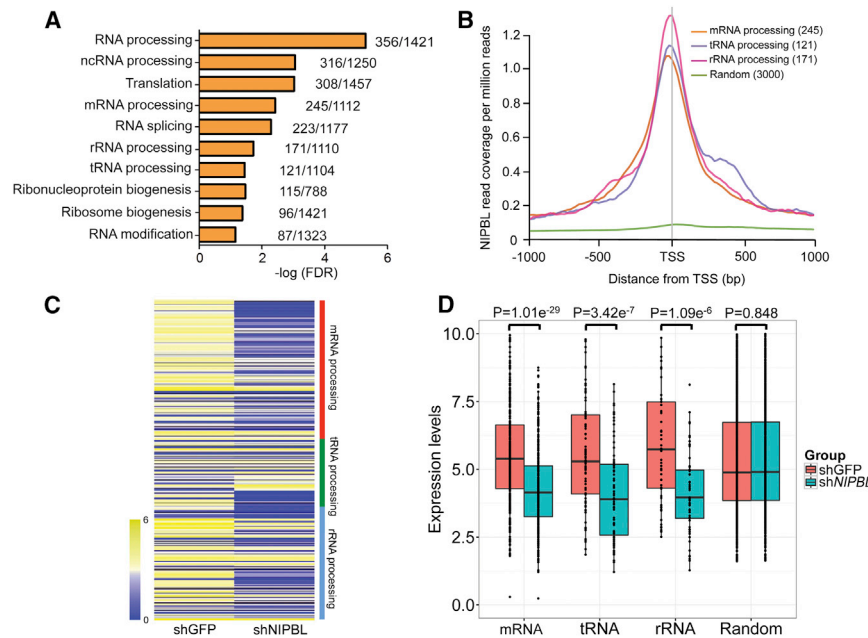 A
RNA processing 356/1421
ncRNA processing 316/1250
Translation 308/1457
mRNA processing 245/1112
RNA splicing 223/1177
rRNA processing 171/1110
tRNA processing 121/1104
Ribonucleoprotein biogenesis 115/788
Ribosome biogenesis 96/1421
RNA modification 87/1323
0 2 4 6 8
-log (FDR)
B
NIPBL read coverage per million reads
1.2
1.0
0.8
0.6
0.4
0.2
0
mRNA processing (245)
tRNA processing (121)
rRNA processing (171)
Random (3000)
-1000 -500 TSS 500 1000
Distance from TSS (bp)
C
mRNA processing
tRNA processing
rRNA processing
6
0
shGFP shNIPBL
D
P=1.01e-29 P=3.42e-7 P=1.09e-6 P=0.848
Expression levels
10.0
7.5
5.0
2.5
0.0
mRNA tRNA rRNA Random
Group
shGFP
shNIPBL